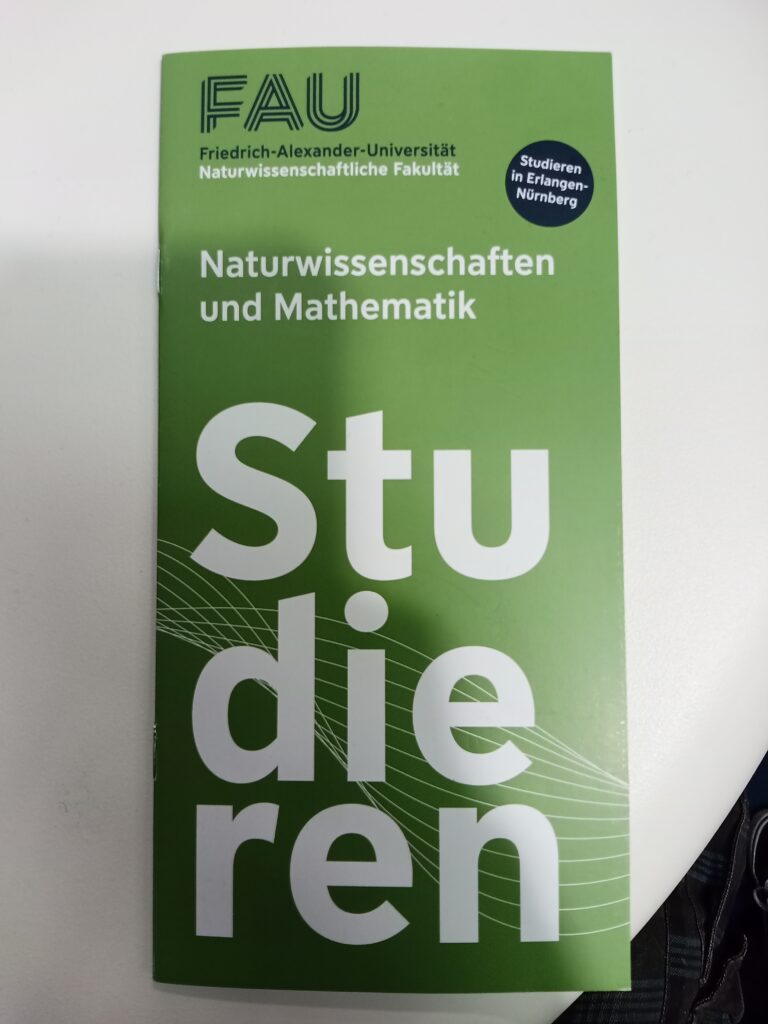 FAU
Friedrich-Alexander-Universität
Naturwissenschaftliche Fakultät
Studieren
in Erlangen-
Nürnberg
Naturwissenschaften
und Mathematik
Stu
die
ren